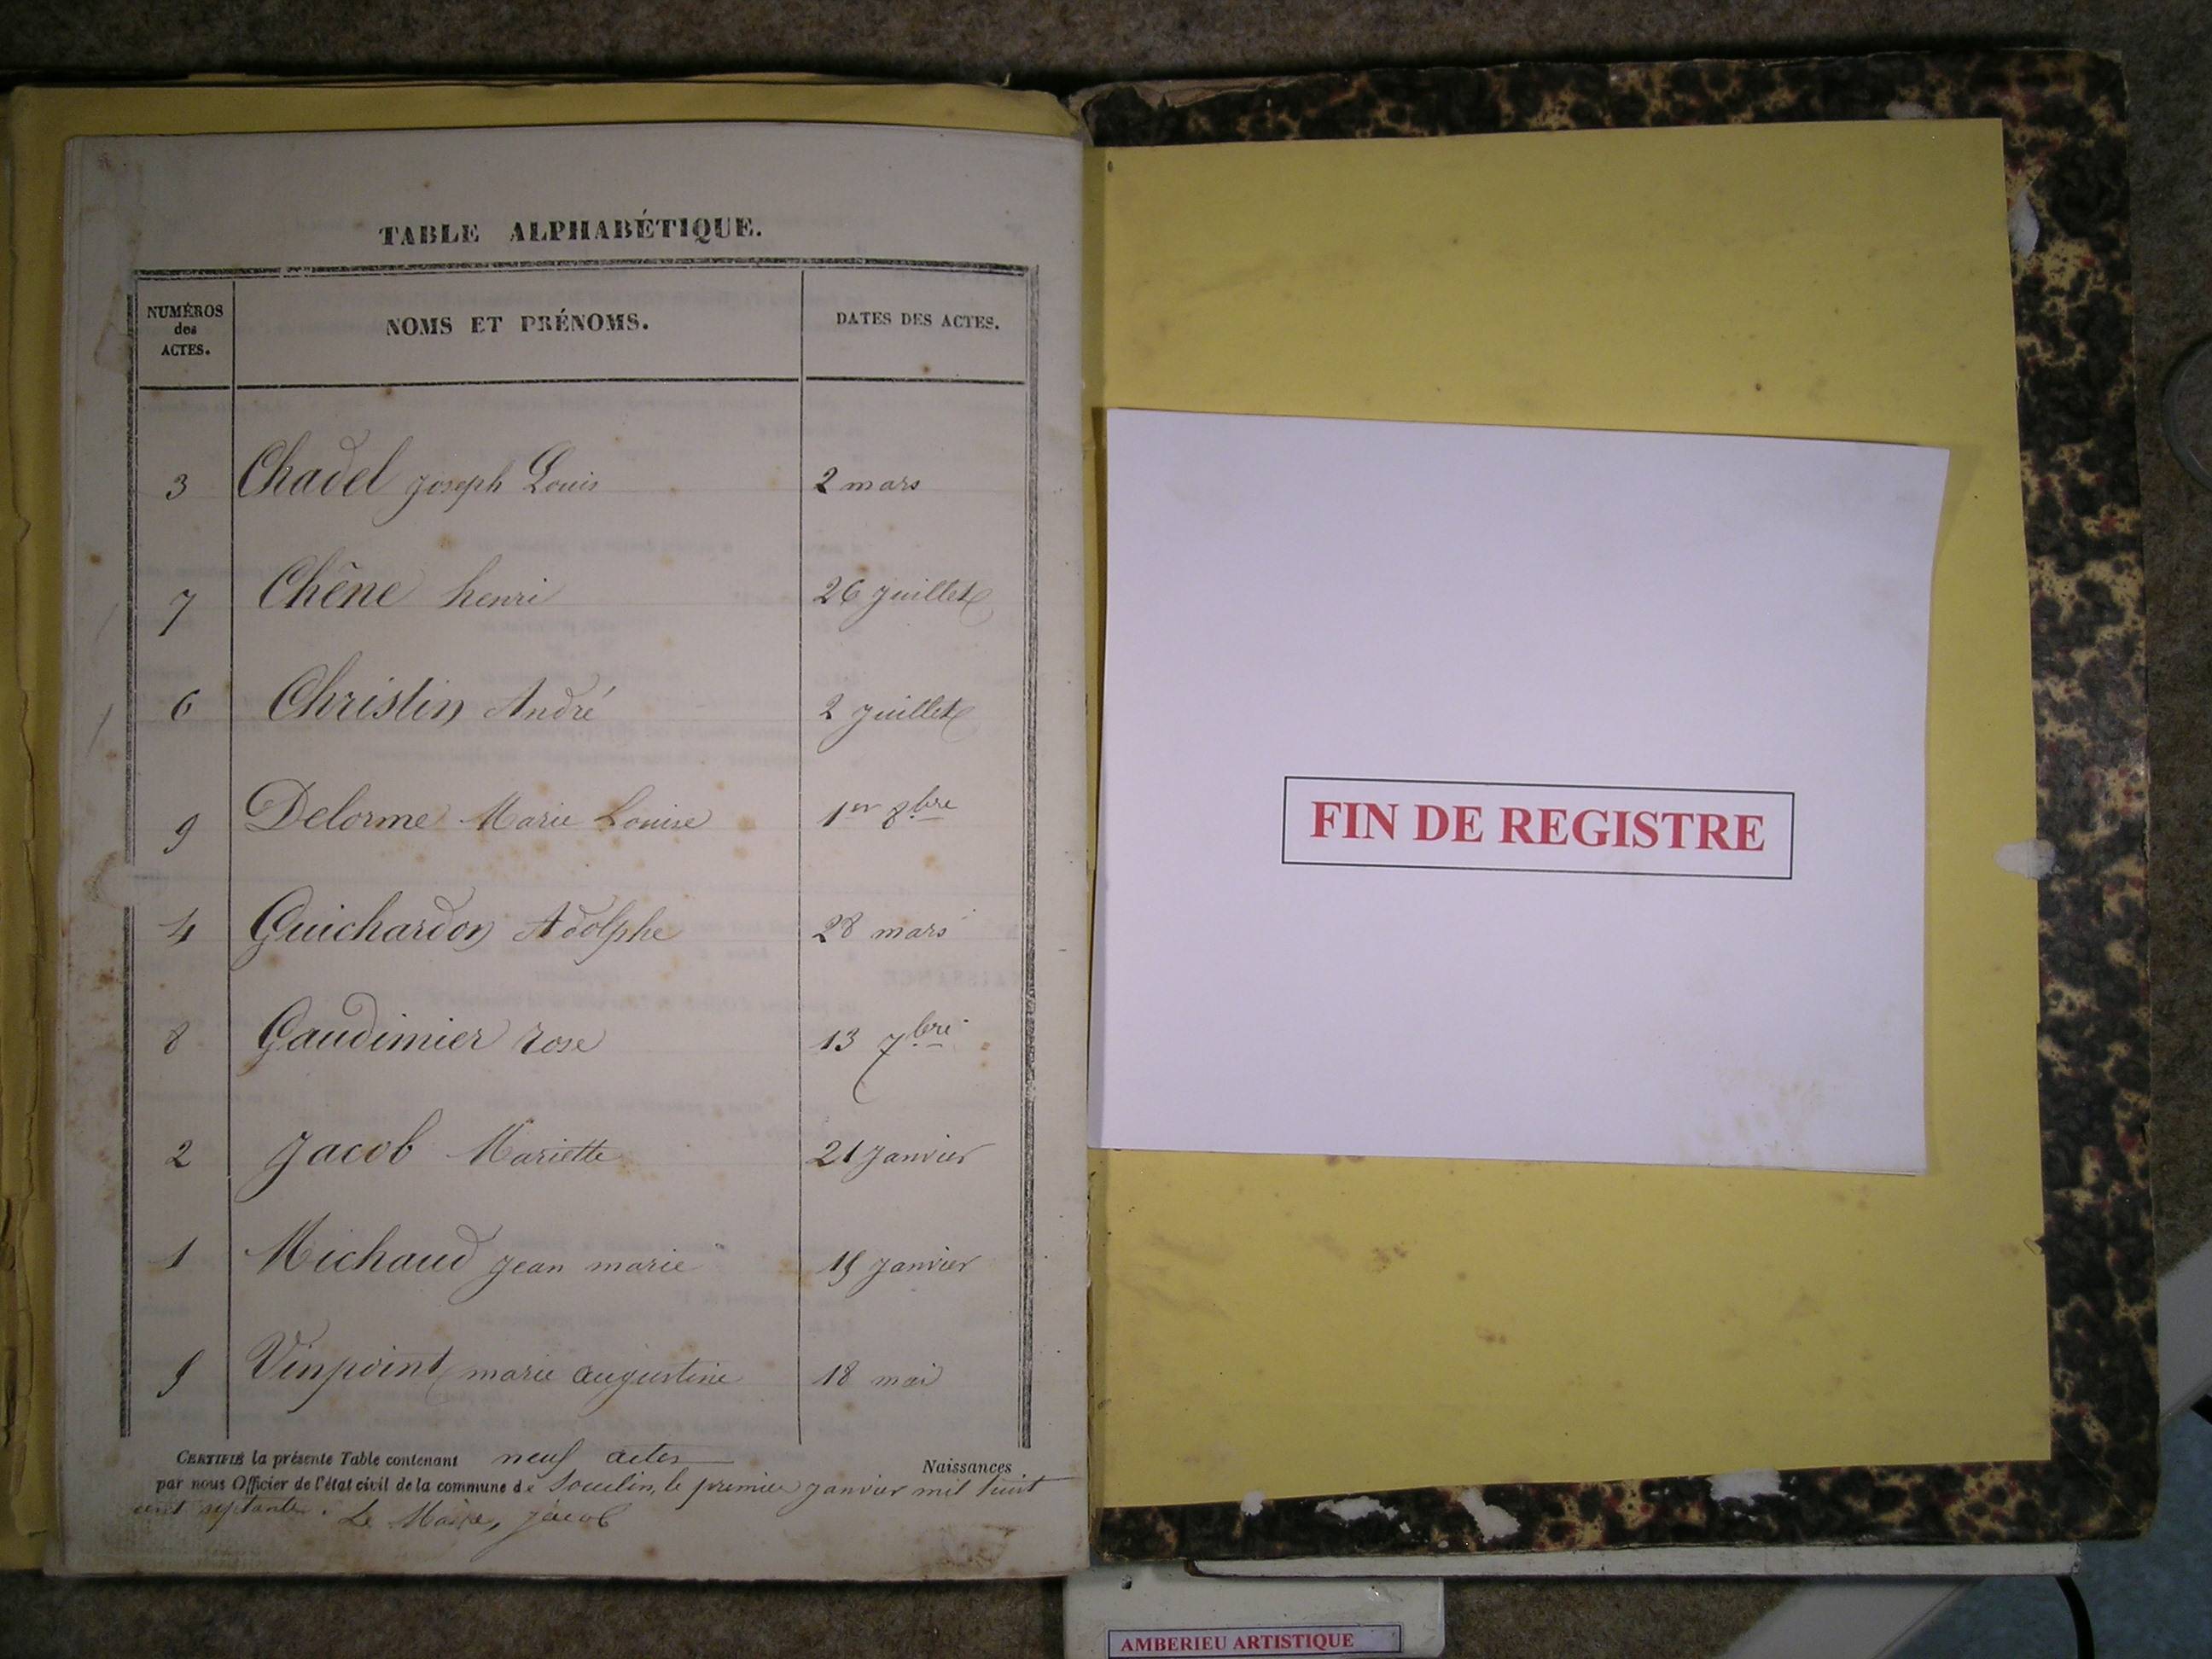 TABLE ALPHABÉTIQUE.
NUMÉROS des ACTES. NOMS ET PRÉNOMS. DATES DES ACTES.
3 Chadel joseph Louis 2 mars
7 Chêne henri 26 juillet
6 Christin André 2 juillet
9 Delorme Marie Louise 1er 8bre
4 Guichardon Adolphe 28 mars
8 Gaudimier rose 13 7bre
2 Jacob Mariette 21 janvier
1 Michaud jean marie 15 janvier
5 Vinpoint marie augustine 18 mai
CERTIFIÉ la présente Table contenant neuf actes Naissances
par nous Officier de l'état civil de la commune de Souclin, le premier janvier mil huit
cent septante. Le Maire, Jacob
FIN DE REGISTRE
AMBERIEU ARTISTIQUE